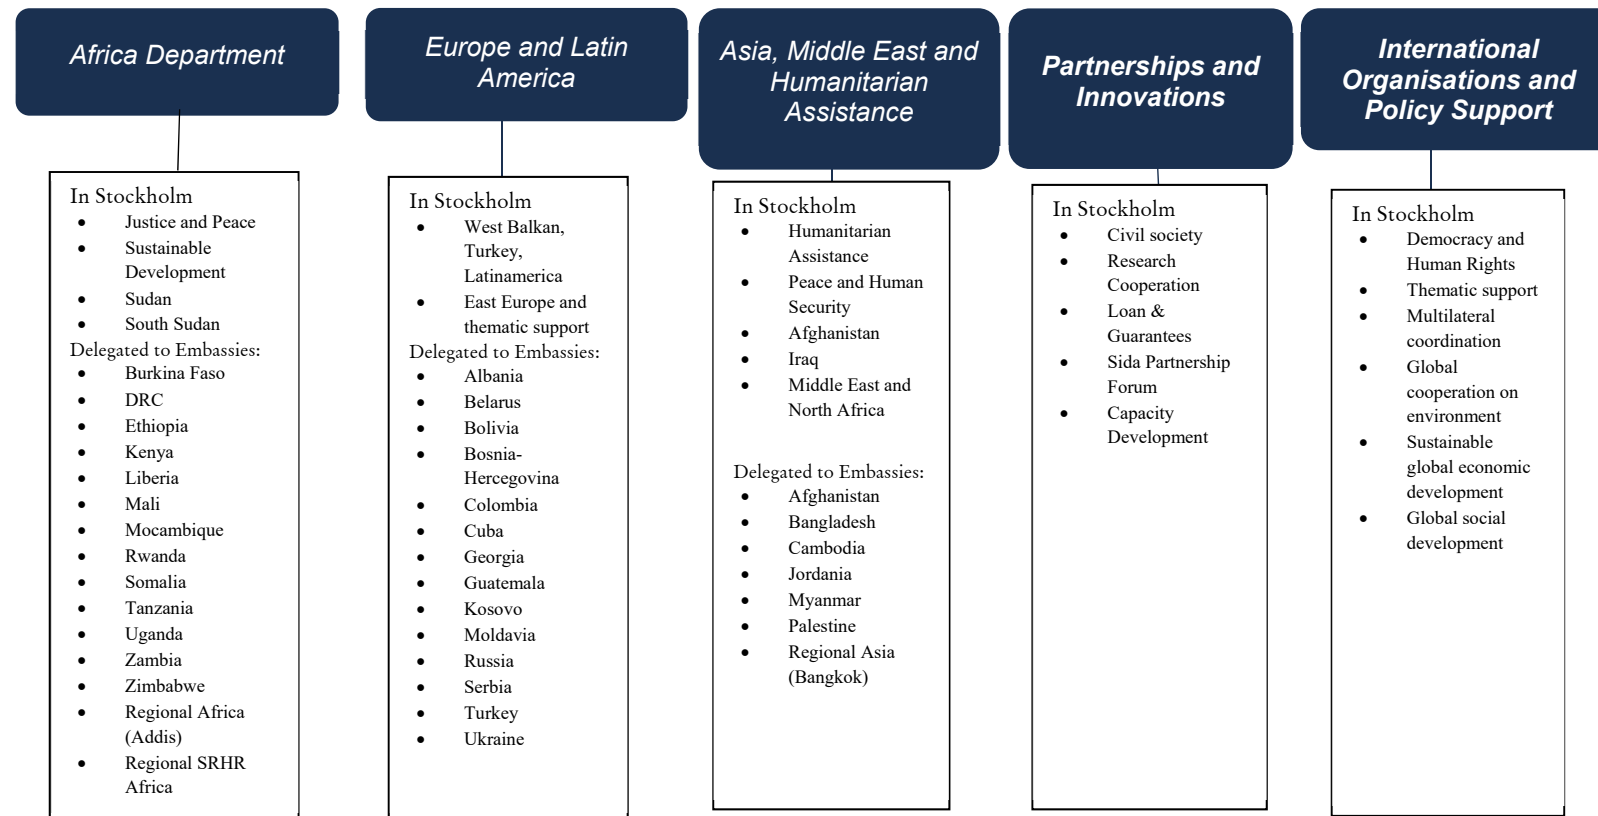 Africa Department
In Stockholm
• Justice and Peace
• Sustainable
Development
• Sudan
• South Sudan
Delegated to Embassies:
• Burkina Faso
• DRC
• Ethiopia
• Kenya
• Liberia
• Mali
• Mocambique
• Rwanda
• Somalia
• Tanzania
• Uganda
• Zambia
• Zimbabwe
• Regional Africa
(Addis)
• Regional SRHR
Africa
Europe and Latin
America
In Stockholm
• West Balkan,
Turkey,
Latinamerica
• East Europe and
thematic support
Delegated to Embassies:
• Albania
• Belarus
• Bolivia
• Bosnia-
Hercegovina
• Colombia
• Cuba
• Georgia
• Guatemala
• Kosovo
• Moldavia
• Russia
• Serbia
• Turkey
• Ukraine
Asia, Middle East and
Humanitarian
Assistance
In Stockholm
• Humanitarian
Assistance
• Peace and Human
Security
• Afghanistan
• Iraq
• Middle East and
North Africa
Delegated to Embassies:
• Afghanistan
• Bangladesh
• Cambodia
• Jordania
• Myanmar
• Palestine
• Regional Asia
(Bangkok)
Partnerships and
Innovations
In Stockholm
• Civil society
• Research
Cooperation
• Loan &
Guarantees
• Sida Partnership
Forum
• Capacity
Development
International
Organisations and
Policy Support
In Stockholm
• Democracy and
Human Rights
• Thematic support
• Multilateral
coordination
• Global
cooperation on
environment
• Sustainable
global economic
development
• Global social
development